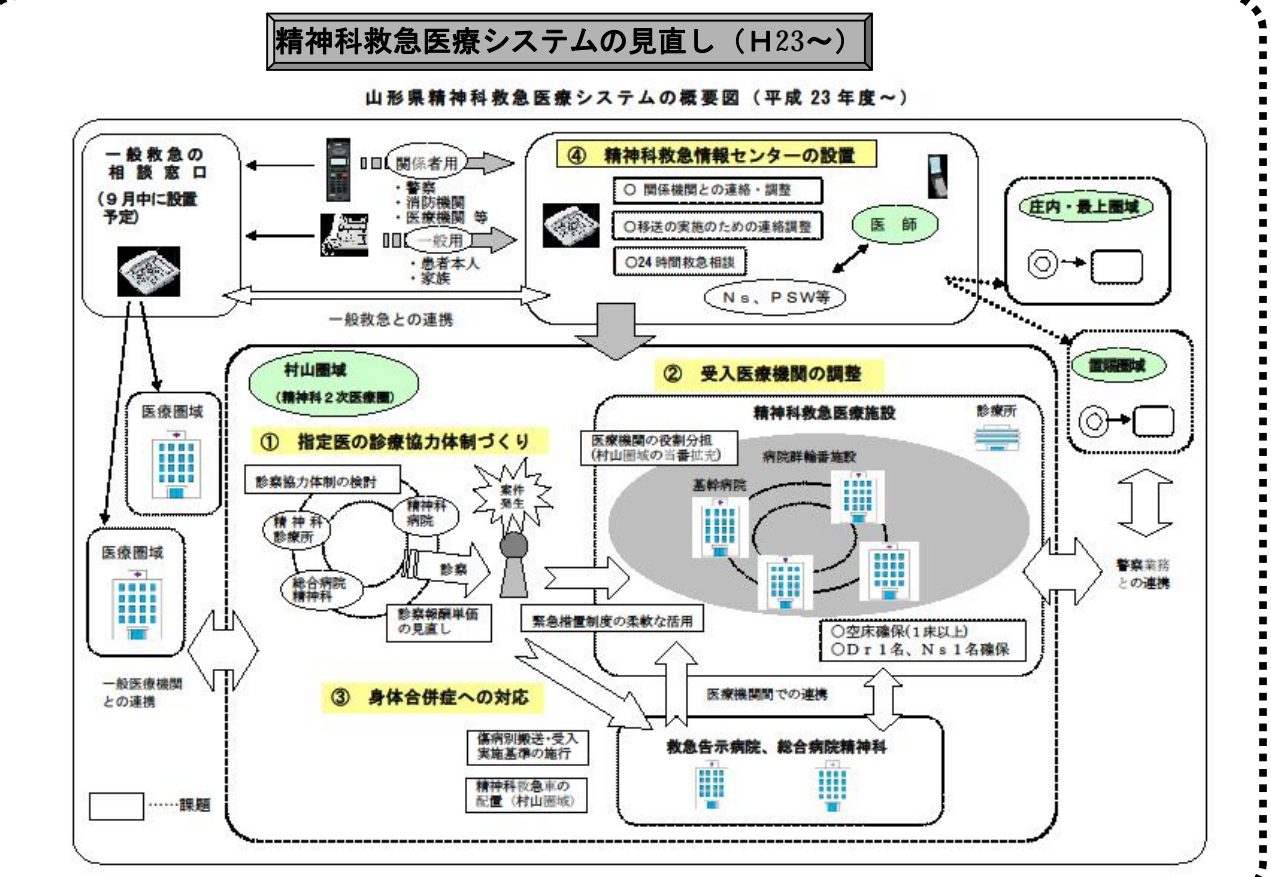 精神科救急医療システムの見直し（H23～）
山形県精神科救急医療システムの概要図（平成23年度～）
一般救急の
相談窓口
（9月中に設置
予定）
関係者用
・警察
・消防機関
・医療機関 等
一般用
・患者本人
・家族
一般救急との連携
④ 精神科救急情報センターの設置
○ 関係機関との連絡・調整
○移送の実施のための連絡調整
○24時間救急相談
医 師
Ns、PSW等
庄内・最上圏域
置賜圏域
医療圏域
医療圏域
一般医療機関
との連携
村山圏域
（精神科2次医療圏）
① 指定医の診療協力体制づくり
診察協力体制の検討
精神科
診療所
精神科
病院
総合病院
精神科
診察
案件
発生
診察報酬単価
の見直し
② 受入医療機関の調整
精神科救急医療施設
診療所
医療機関の役割分担
(村山圏域の当番拡充)
病院群輪番施設
基幹病院
緊急措置制度の柔軟な活用
○空床確保(1床以上)
○Dr1名、Ns1名確保
警察業務
との連携
③ 身体合併症への対応
医療機関間での連携
傷病別搬送・受入
実施基準の施行
精神科救急車の
配置（村山圏域）
救急告示病院、総合病院精神科
……課題